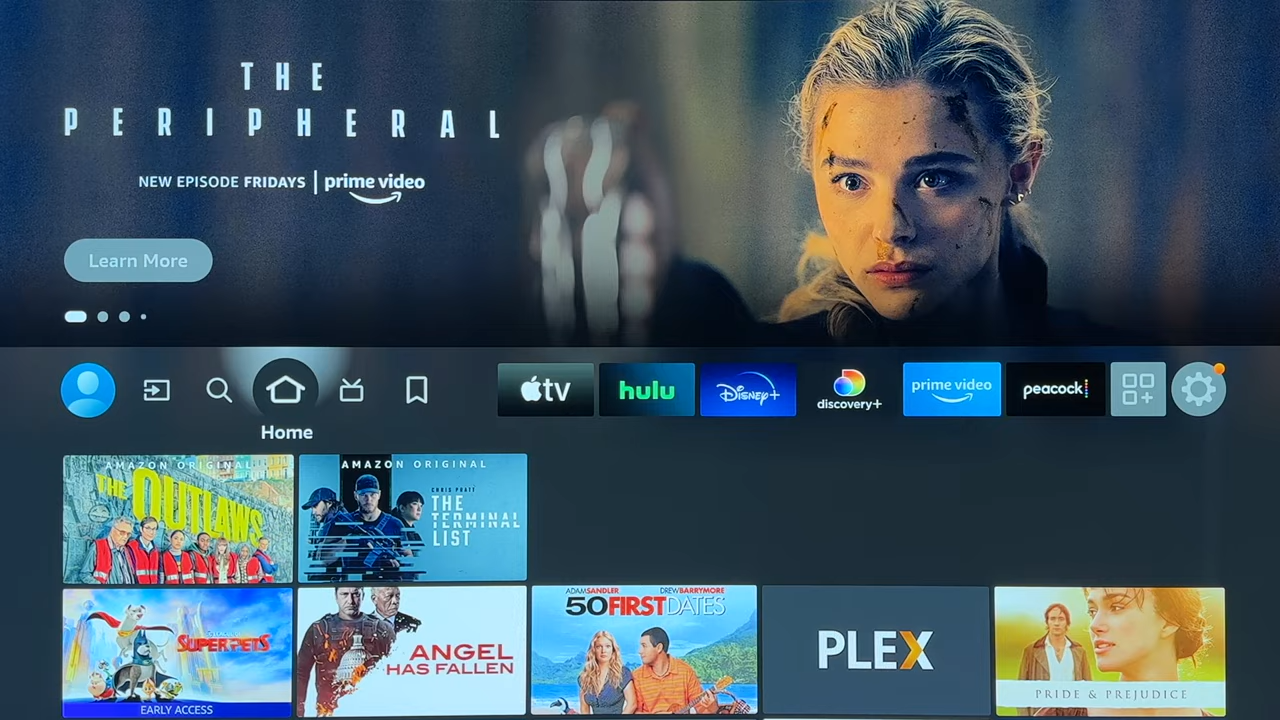 THE
PERIPHERAL
NEW EPISODE FRIDAYS | prime video
Learn More
tv
hulu
Disney+
discovery+
prime video
peacock
Home
AMAZON ORIGINAL
THE
OUTLAWS
AMAZON ORIGINAL
CHRIS PRATT
THE
TERMINAL
LIST
SUPER-PETS
EARLY ACCESS
ANGEL
HAS FALLEN
ADAM SANDLER DREW BARRYMORE
50 FIRST DATES
PLEX
PRIDE & PREJUDICE